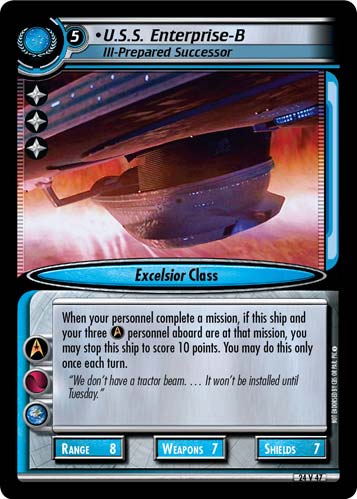 5 •U.S.S. Enterprise-B
Ill-Prepared Successor
Excelsior Class
When your personnel complete a mission, if this ship and
your three personnel aboard are at that mission, you
may stop this ship to score 10 points. You may do this only
once each turn.
“We don’t have a tractor beam. … It won’t be installed until
Tuesday.”
RANGE 8 WEAPONS 7 SHIELDS 7
24 V 47